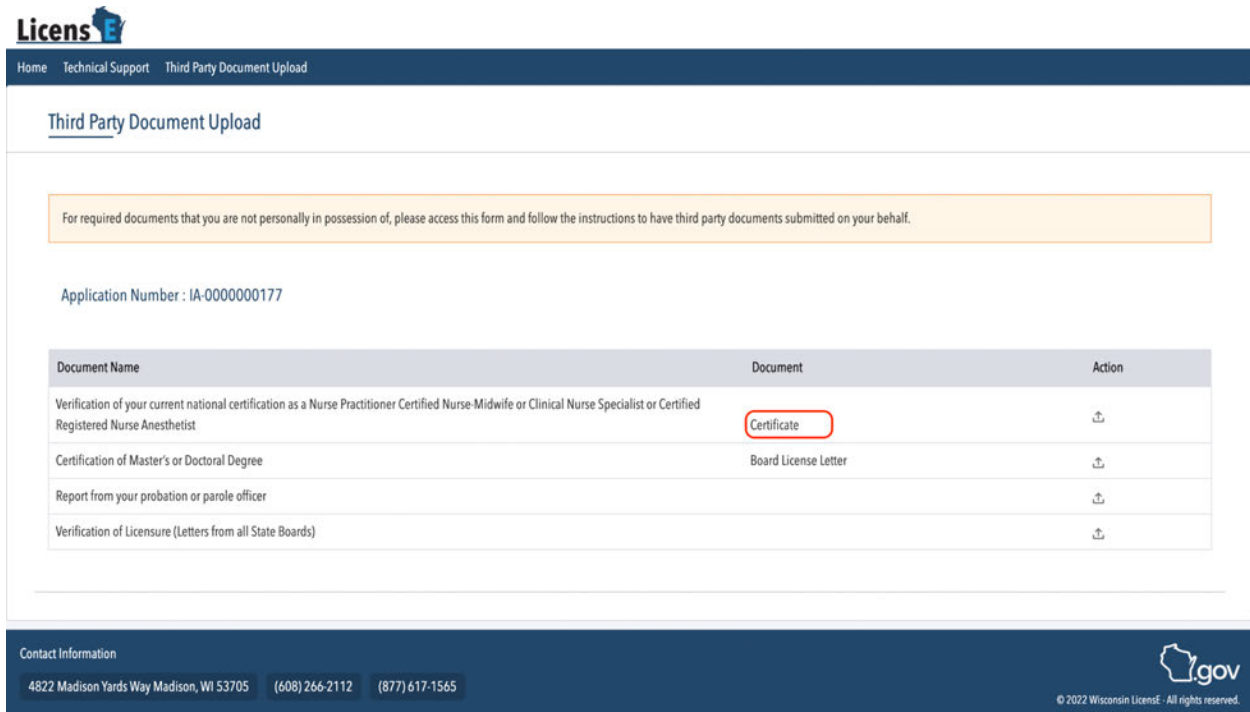 LicensE
Home Technical Support Third Party Document Upload
Third Party Document Upload
For required documents that you are not personally in possession of, please access this form and follow the instructions to have third party documents submitted on your behalf.
Application Number : IA-0000000177
Document Name Document Action
Verification of your current national certification as a Nurse Practitioner Certified Nurse-Midwife or Clinical Nurse Specialist or Certified
Registered Nurse Anesthetist Certificate
Certification of Master's or Doctoral Degree Board License Letter
Report from your probation or parole officer
Verification of Licensure (Letters from all State Boards)
Contact Information
4822 Madison Yards Way Madison, WI 53705 (608) 266-2112 (877) 617-1565
.gov
© 2022 Wisconsin LicensE - All rights reserved.